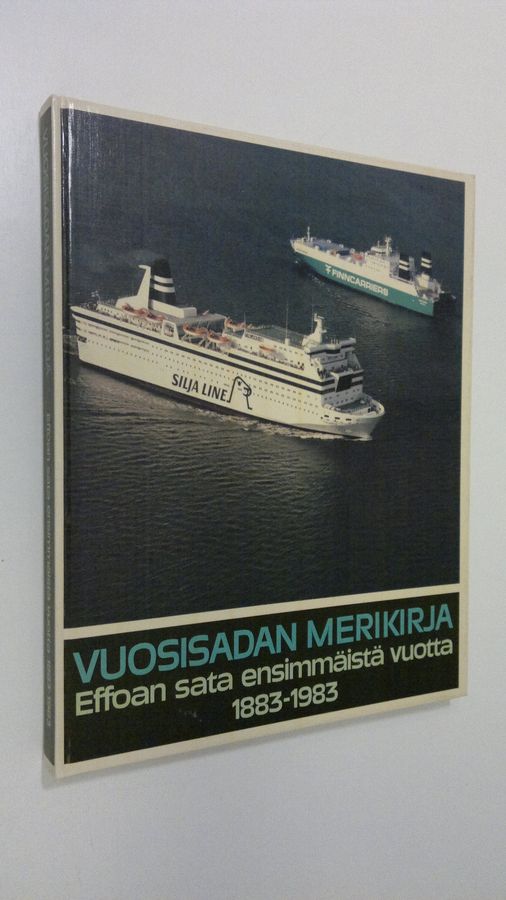 FINNCARRIERS
SILJA LINE
VUOSISADAN MERIKIRJA
Effoan sata ensimmäistä vuotta
1883-1983
VUOSISADAN MERIKIRJA Effoan sata ensimmäistä vuotta 1883-1983